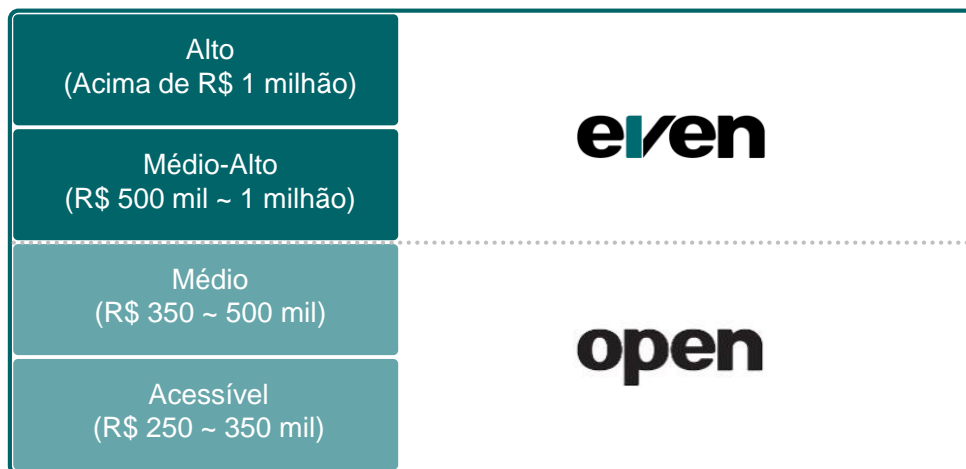 Alto
(Acima de R$ 1 milhão)
even
Médio-Alto
(R$ 500 mil ~ 1 milhão)
Médio
(R$ 350 ~ 500 mil)
open
Acessível
(R$ 250 ~ 350 mil)